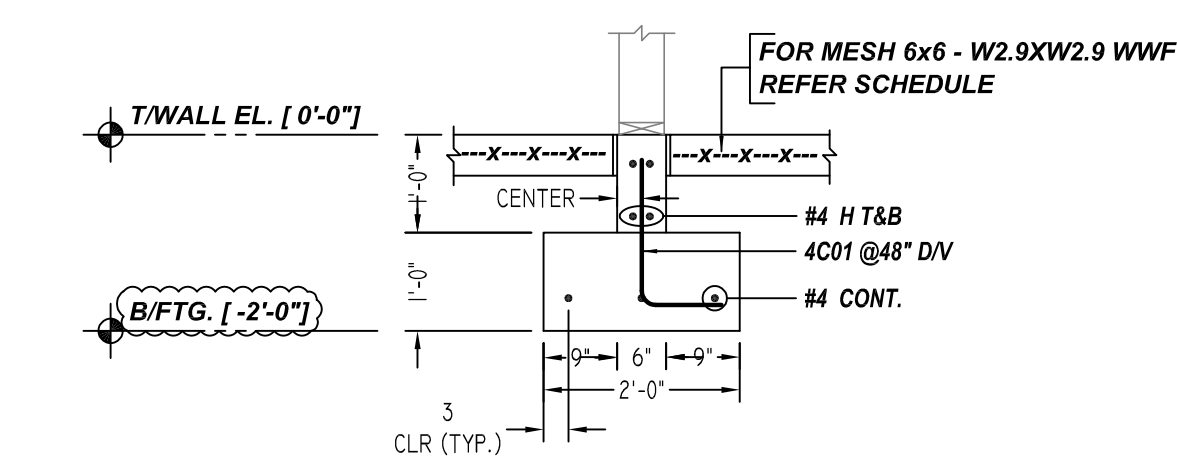 FOR MESH 6x6 - W2.9XW2.9 WWF
REFER SCHEDULE
T/WALL EL. [ 0'-0"]
---x---x---x---
---x---x---x---
1'-0"
CENTER
#4 H T&B
4C01 @48" D/V
1'-0"
#4 CONT.
B/FTG. [ -2'-0"]
9"
6"
9"
2'-0"
3
CLR (TYP.)